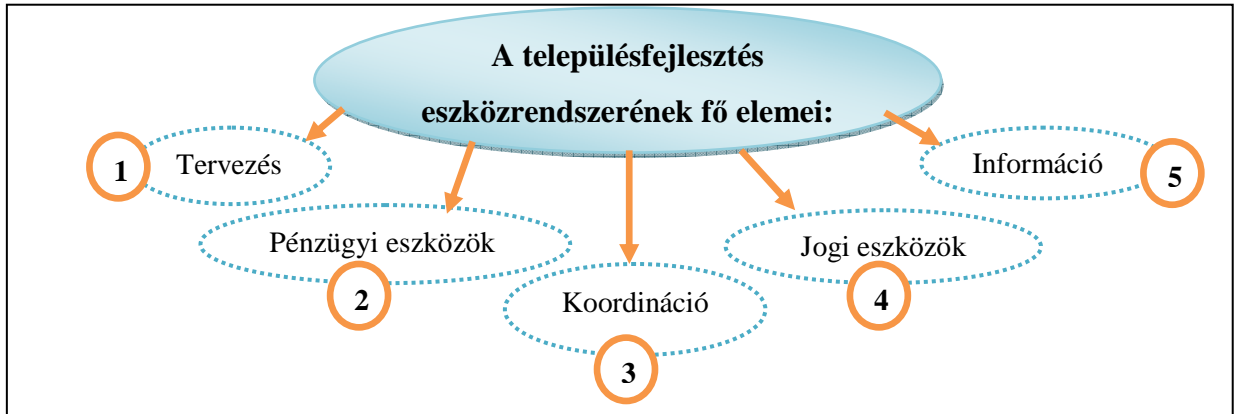 A településfejlesztés
eszközrendszerének fő elemei:
1
Tervezés
2
Pénzügyi eszközök
3
Koordináció
4
Jogi eszközök
5
Információ